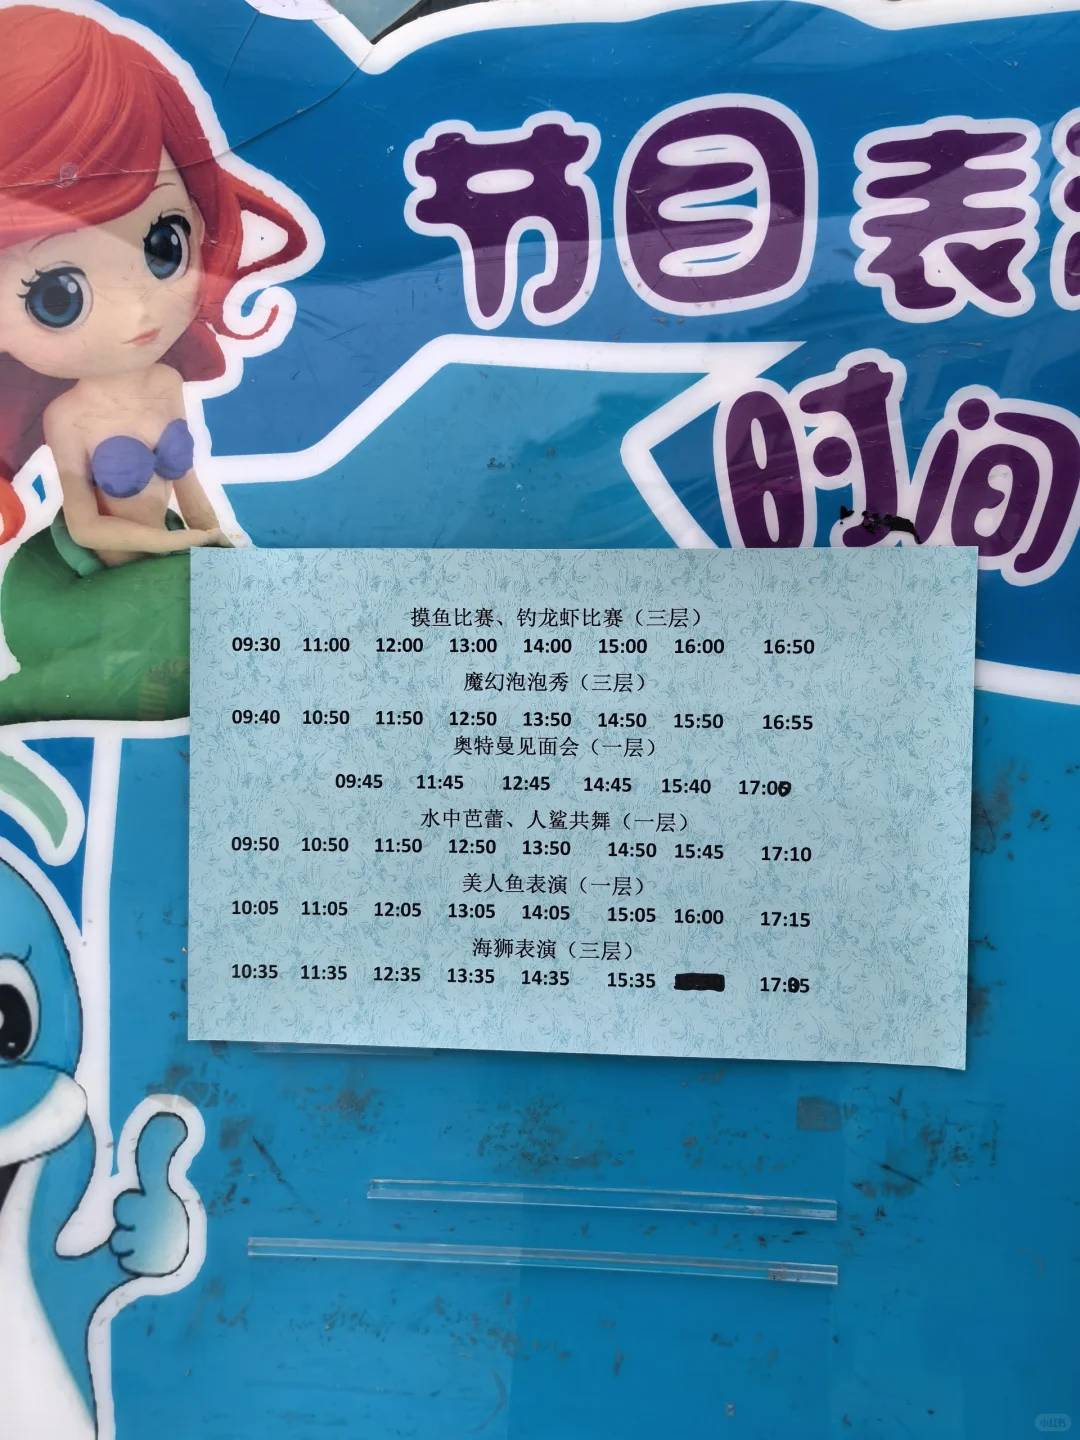 节目表
时间
摸鱼比赛、钓龙虾比赛（三层）
09:30 11:00 12:00 13:00 14:00 15:00 16:00 16:50
魔幻泡泡秀（三层）
09:40 10:50 11:50 12:50 13:50 14:50 15:50 16:55
奥特曼见面会（一层）
09:45 11:45 12:45 14:45 15:40 17:0
水中芭蕾、人鲨共舞（一层）
09:50 10:50 11:50 12:50 13:50 14:50 15:45 17:10
美人鱼表演（一层）
10:05 11:05 12:05 13:05 14:05 15:05 16:00 17:15
海狮表演（三层）
10:35 11:35 12:35 13:35 14:35 15:35 17:5
小红书